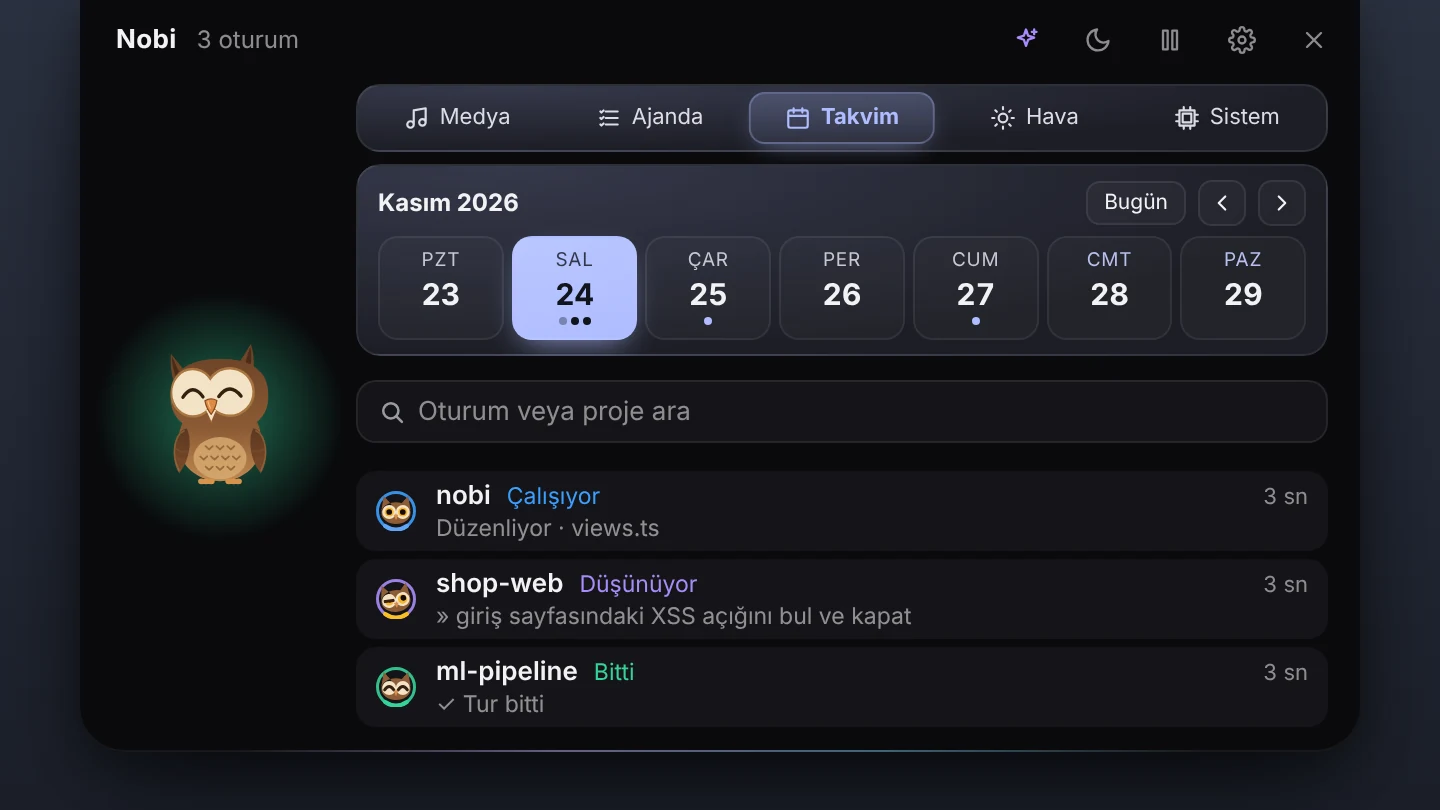 Nobi 3 oturum
Medya Ajanda Takvim Hava Sistem
Kasım 2026 Bugün
PZT SAL ÇAR PER CUM CMT PAZ
23 24 25 26 27 28 29
Oturum veya proje ara
nobi Çalışıyor 3 sn
Düzenliyor · views.ts
shop-web Düşünüyor 3 sn
» giriş sayfasındaki XSS açığını bul ve kapat
ml-pipeline Bitti 3 sn
✓ Tur bitti